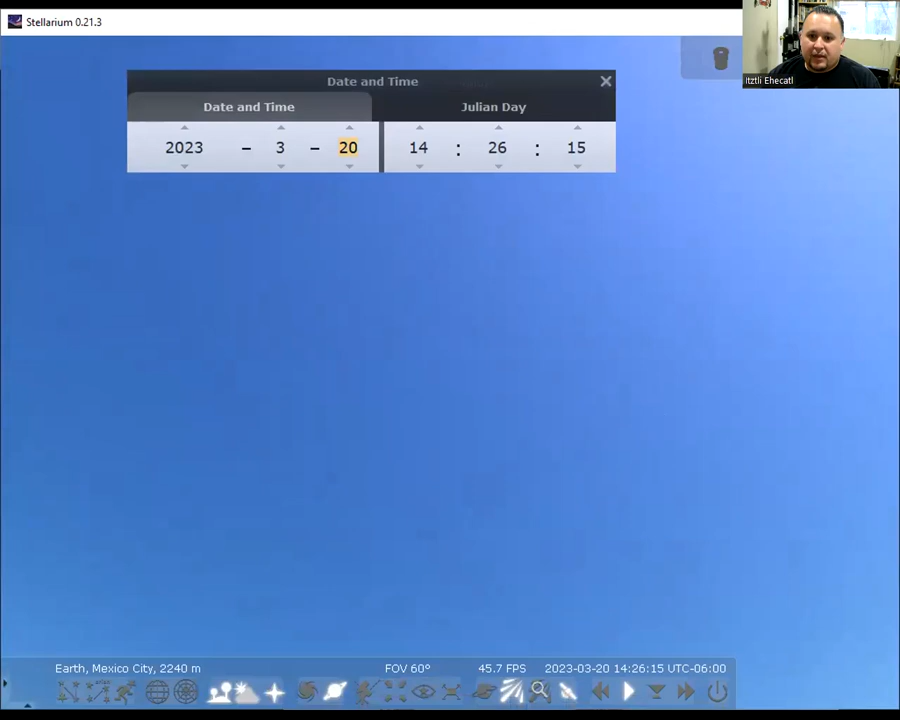 Stellarium 0.21.3
Itztli Ehecatl
Date and Time
Date and Time
Julian Day
2023 - 3 - 20 14 : 26 : 15
Earth, Mexico City, 2240 m FOV 60° 45.7 FPS 2023-03-20 14:26:15 UTC-06:00